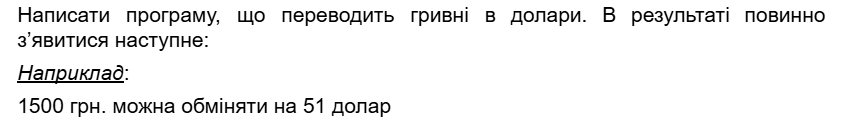 Написати програму, що переводить гривні в долари. В результаті повинно
з’явитися наступне:
Наприклад:
1500 грн. можна обміняти на 51 долар